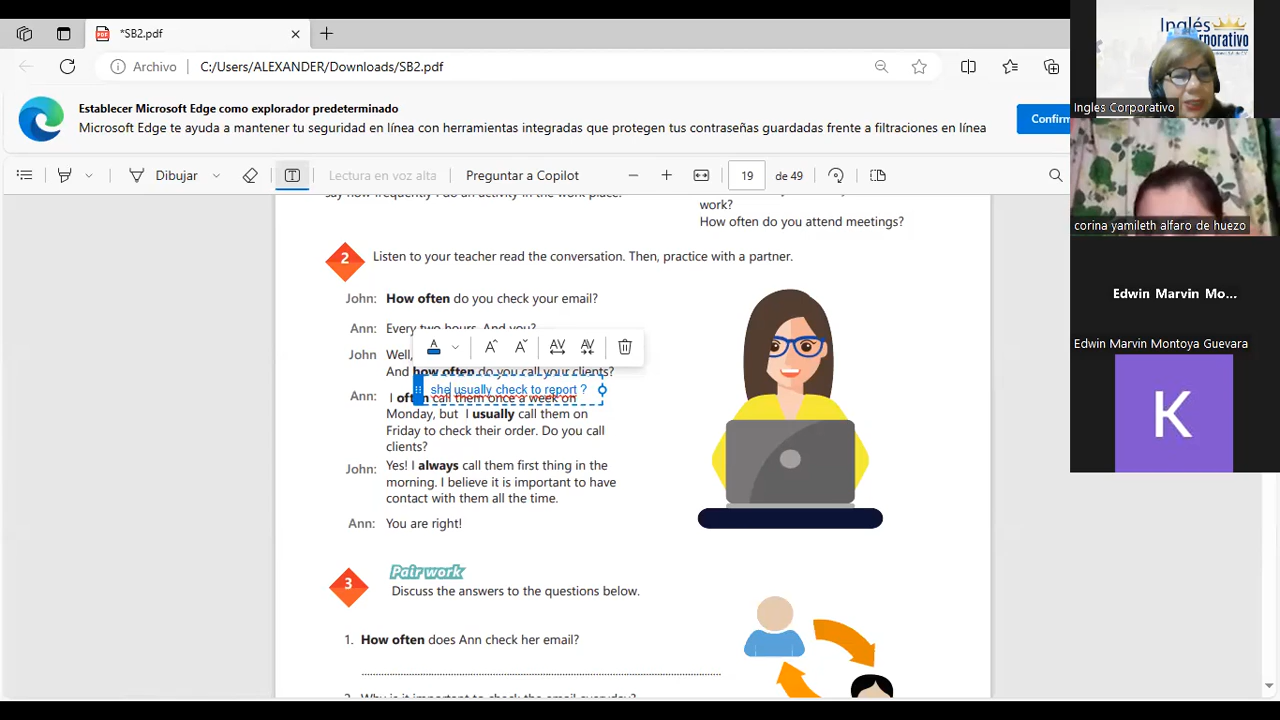 *SB2.pdf
Archivo
C:/Users/ALEXANDER/Downloads/SB2.pdf
Establecer Microsoft Edge como explorador predeterminado
Microsoft Edge te ayuda a mantener tu seguridad en línea con herramientas integradas que protegen tus contraseñas guardadas frente a filtraciones en línea
Confirm
Dibujar
Lectura en voz alta
Preguntar a Copilot
19
de 49
work?
How often do you attend meetings?
2
Listen to your teacher read the conversation. Then, practice with a partner.
John: How often do you check your email?
Ann: Every two hours. And you?
John Well,
And how often do you call your clients?
she usually check to report ?
Ann: I often call them once a week on
Monday, but I usually call them on
Friday to check their order. Do you call
clients?
John: Yes! I always call them first thing in the
morning. I believe it is important to have
contact with them all the time.
Ann: You are right!
3
Pair work
Discuss the answers to the questions below.
1. How often does Ann check her email?
Inglés
Corporativo
Ingles Corporativo
corina yamileth alfaro de huezo
Edwin Marvin Mo...
Edwin Marvin Montoya Guevara
K